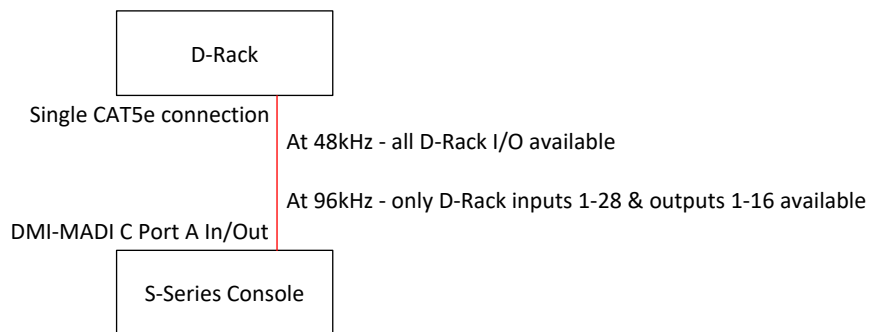 D-Rack
Single CAT5e connection
At 48kHz - all D-Rack I/O available
At 96kHz - only D-Rack inputs 1-28 & outputs 1-16 available
DMI-MADI C Port A In/Out
S-Series Console